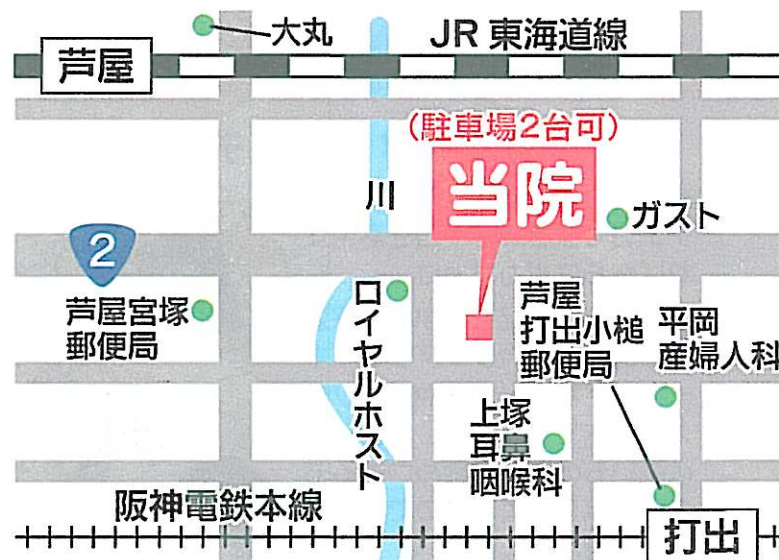 大丸
JR 東海道線
芦屋
(駐車場2台可)
当院
川
ガスト
2
芦屋宮塚
郵便局
ロイヤルホスト
芦屋
打出小槌
郵便局
平岡
産婦人科
上塚
耳鼻
咽喉科
阪神電鉄本線
打出